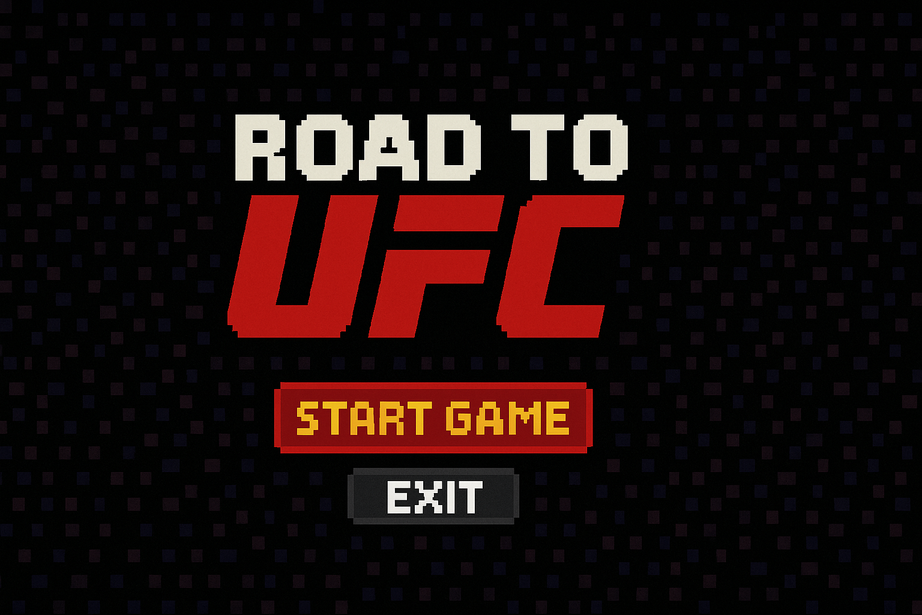 ROAD TO
UFC
START GAME
EXIT